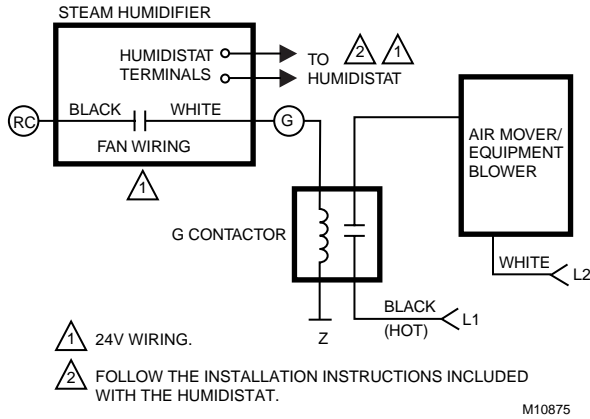 STEAM HUMIDIFIER
HUMIDISTAT
TERMINALS
TO
2
1
HUMIDISTAT
RC
BLACK
WHITE
G
FAN WIRING
1
AIR MOVER/
EQUIPMENT
BLOWER
G CONTACTOR
WHITE
L2
BLACK
(HOT)
L1
Z
1
24V WIRING.
2
FOLLOW THE INSTALLATION INSTRUCTIONS INCLUDED
WITH THE HUMIDISTAT.
M10875